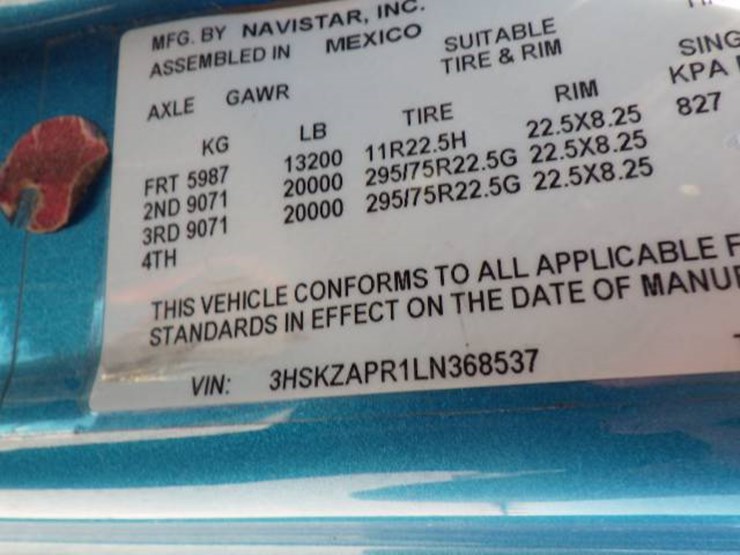 MFG. BY NAVISTAR, INC.
ASSEMBLED IN MEXICO
SUITABLE
TIRE & RIM
SING
KPA
AXLE GAWR
KG LB TIRE RIM
FRT 5987 13200 11R22.5H 22.5X8.25 827
2ND 9071 20000 295/75R22.5G 22.5X8.25
3RD 9071 20000 295/75R22.5G 22.5X8.25
4TH
THIS VEHICLE CONFORMS TO ALL APPLICABLE F
STANDARDS IN EFFECT ON THE DATE OF MANU
VIN: 3HSKZAPR1LN368537